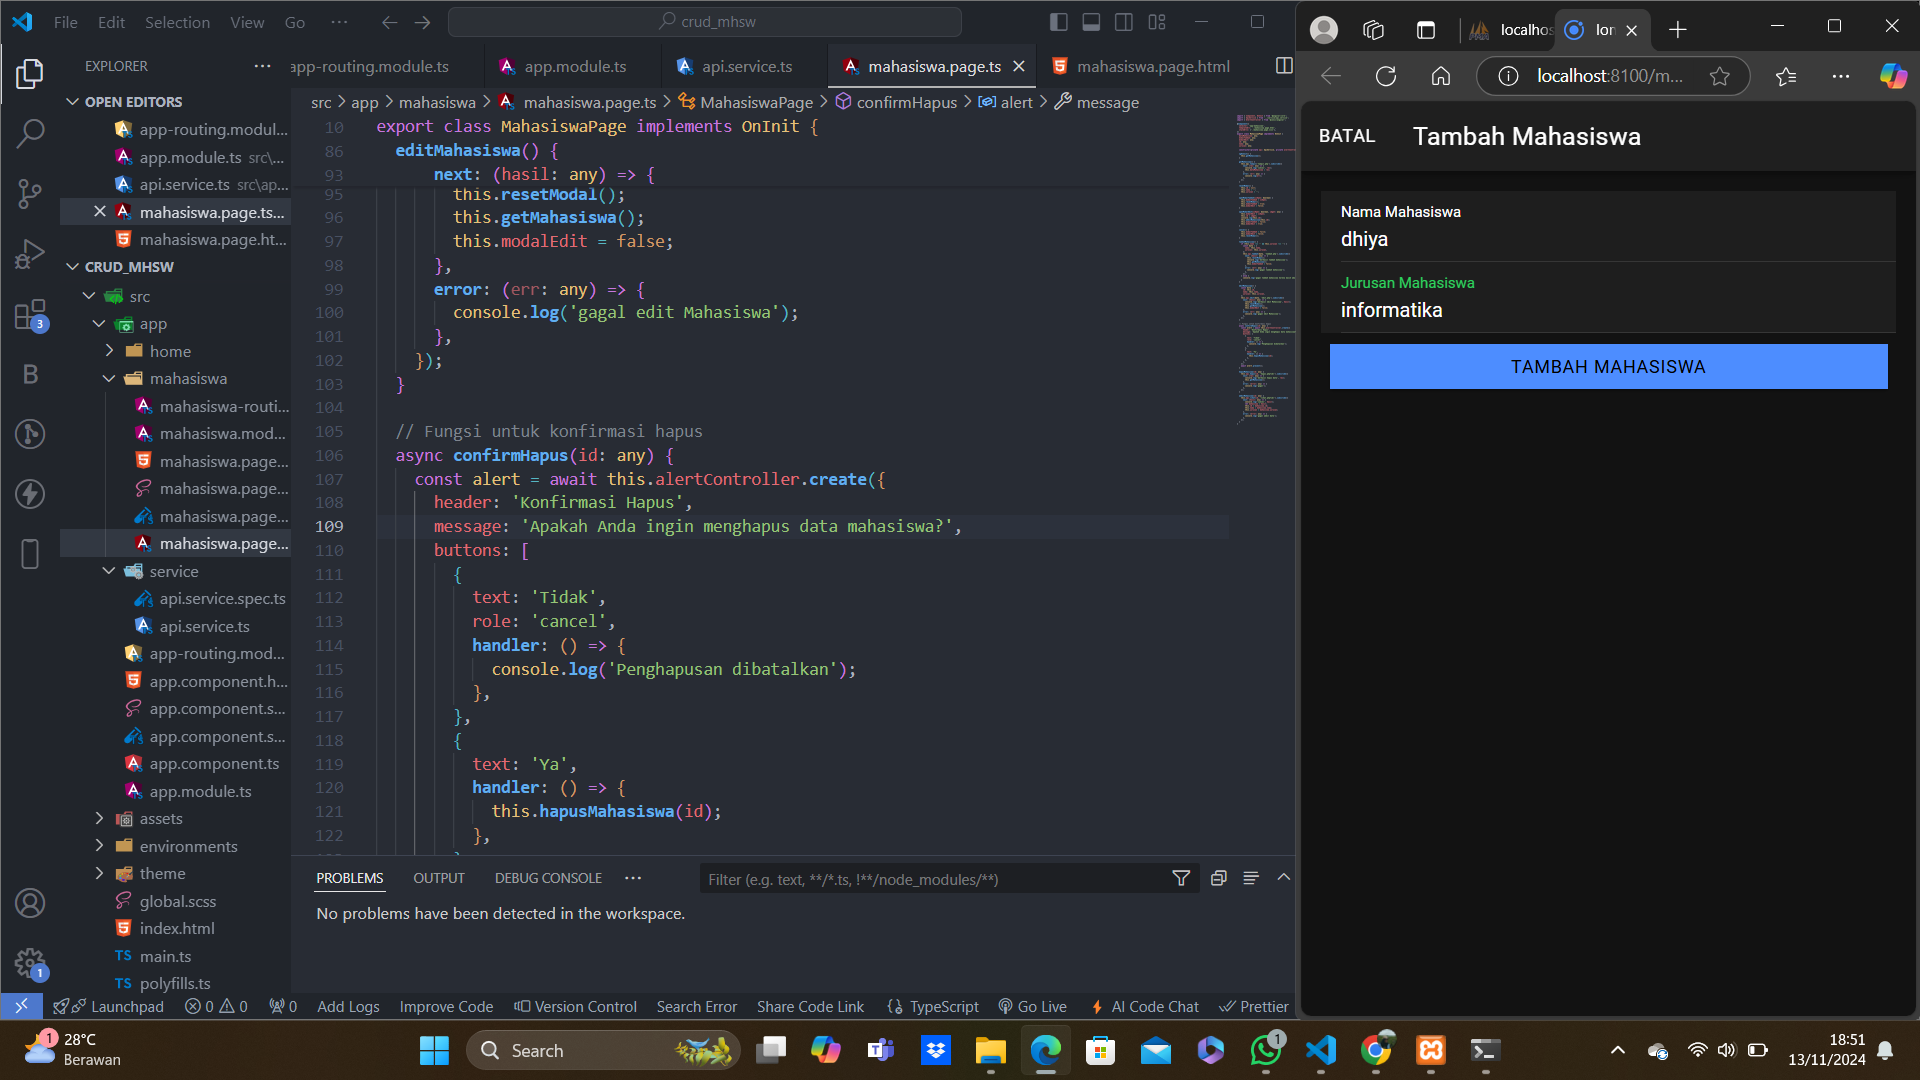 File Edit Selection View Go ··· crud_mhsw
EXPLORER ···
OPEN EDITORS
app-routing.modul...
app.module.ts src\...
api.service.ts src\ap...
mahasiswa.page.ts...
mahasiswa.page.ht...
CRUD_MHSW
src
app
home
mahasiswa
mahasiswa-routi...
mahasiswa.mod...
mahasiswa.page...
mahasiswa.page...
mahasiswa.page...
mahasiswa.page...
service
api.service.spec.ts
api.service.ts
app-routing.mod...
app.component.h...
app.component.s...
app.component.s...
app.component.ts
app.module.ts
assets
environments
theme
global.scss
index.html
TS main.ts
TS polyfills.ts
3
1
app-routing.module.ts app.module.ts api.service.ts mahasiswa.page.ts mahasiswa.page.html
src > app > mahasiswa > mahasiswa.page.ts > MahasiswaPage > confirmHapus > alert > message
10 export class MahasiswaPage implements OnInit {
86 editMahasiswa() {
93 next: (hasil: any) => {
95 this.resetModal();
96 this.getMahasiswa();
97 this.modalEdit = false;
98 },
99 error: (err: any) => {
100 console.log('gagal edit Mahasiswa');
101 },
102 });
103 }
104
105 // Fungsi untuk konfirmasi hapus
106 async confirmHapus(id: any) {
107 const alert = await this.alertController.create({
108 header: 'Konfirmasi Hapus',
109 message: 'Apakah Anda ingin menghapus data mahasiswa?',
110 buttons: [
111 {
112 text: 'Tidak',
113 role: 'cancel',
114 handler: () => {
115 console.log('Penghapusan dibatalkan');
116 },
117 },
118 {
119 text: 'Ya',
120 handler: () => {
121 this.hapusMahasiswa(id);
122 },
PROBLEMS OUTPUT DEBUG CONSOLE ··· Filter (e.g. text, **/*.ts, !**/node_modules/**)
No problems have been detected in the workspace.
Launchpad 0 0 0 Add Logs Improve Code Version Control Search Error Share Code Link TypeScript Go Live AI Code Chat Prettier
localhos Ion
localhost:8100/m...
BATAL Tambah Mahasiswa
Nama Mahasiswa
dhiya
Jurusan Mahasiswa
informatika
TAMBAH MAHASISWA
1
28°C
Berawan
Search
1
18:51
13/11/2024